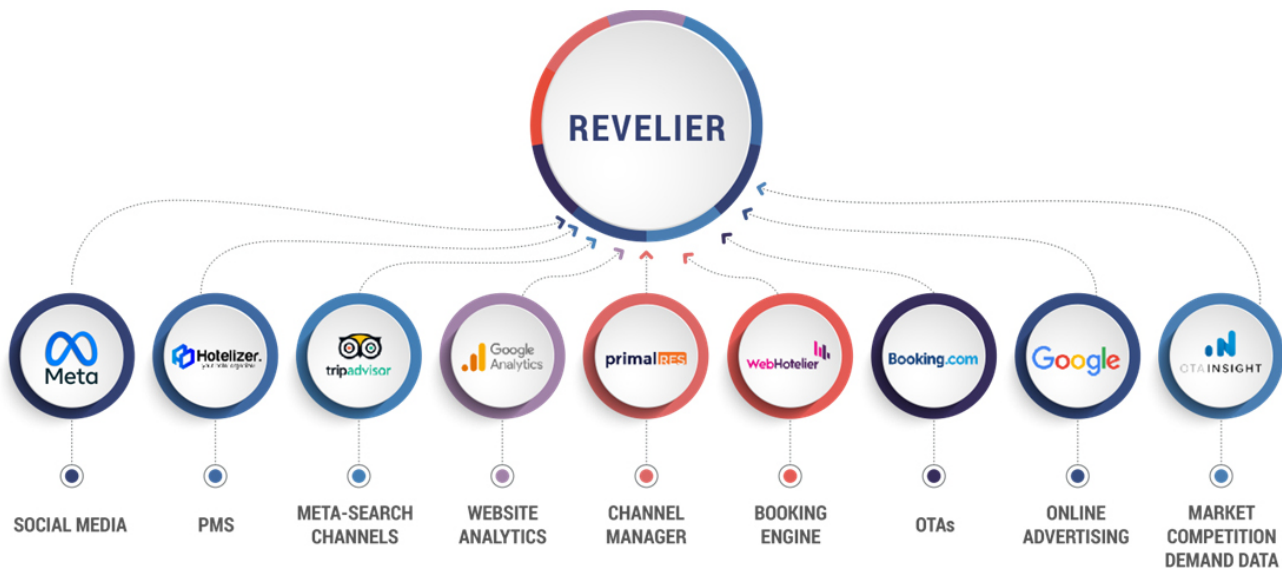 REVELIER
Meta
Hotelizer.
tripadvisor
Google
Analytics
primalRES
WebHotelier
Booking.com
Google
OTAINSIGHT
SOCIAL MEDIA
PMS
META-SEARCH
CHANNELS
WEBSITE
ANALYTICS
CHANNEL
MANAGER
BOOKING
ENGINE
OTAs
ONLINE
ADVERTISING
MARKET
COMPETITION
DEMAND DATA